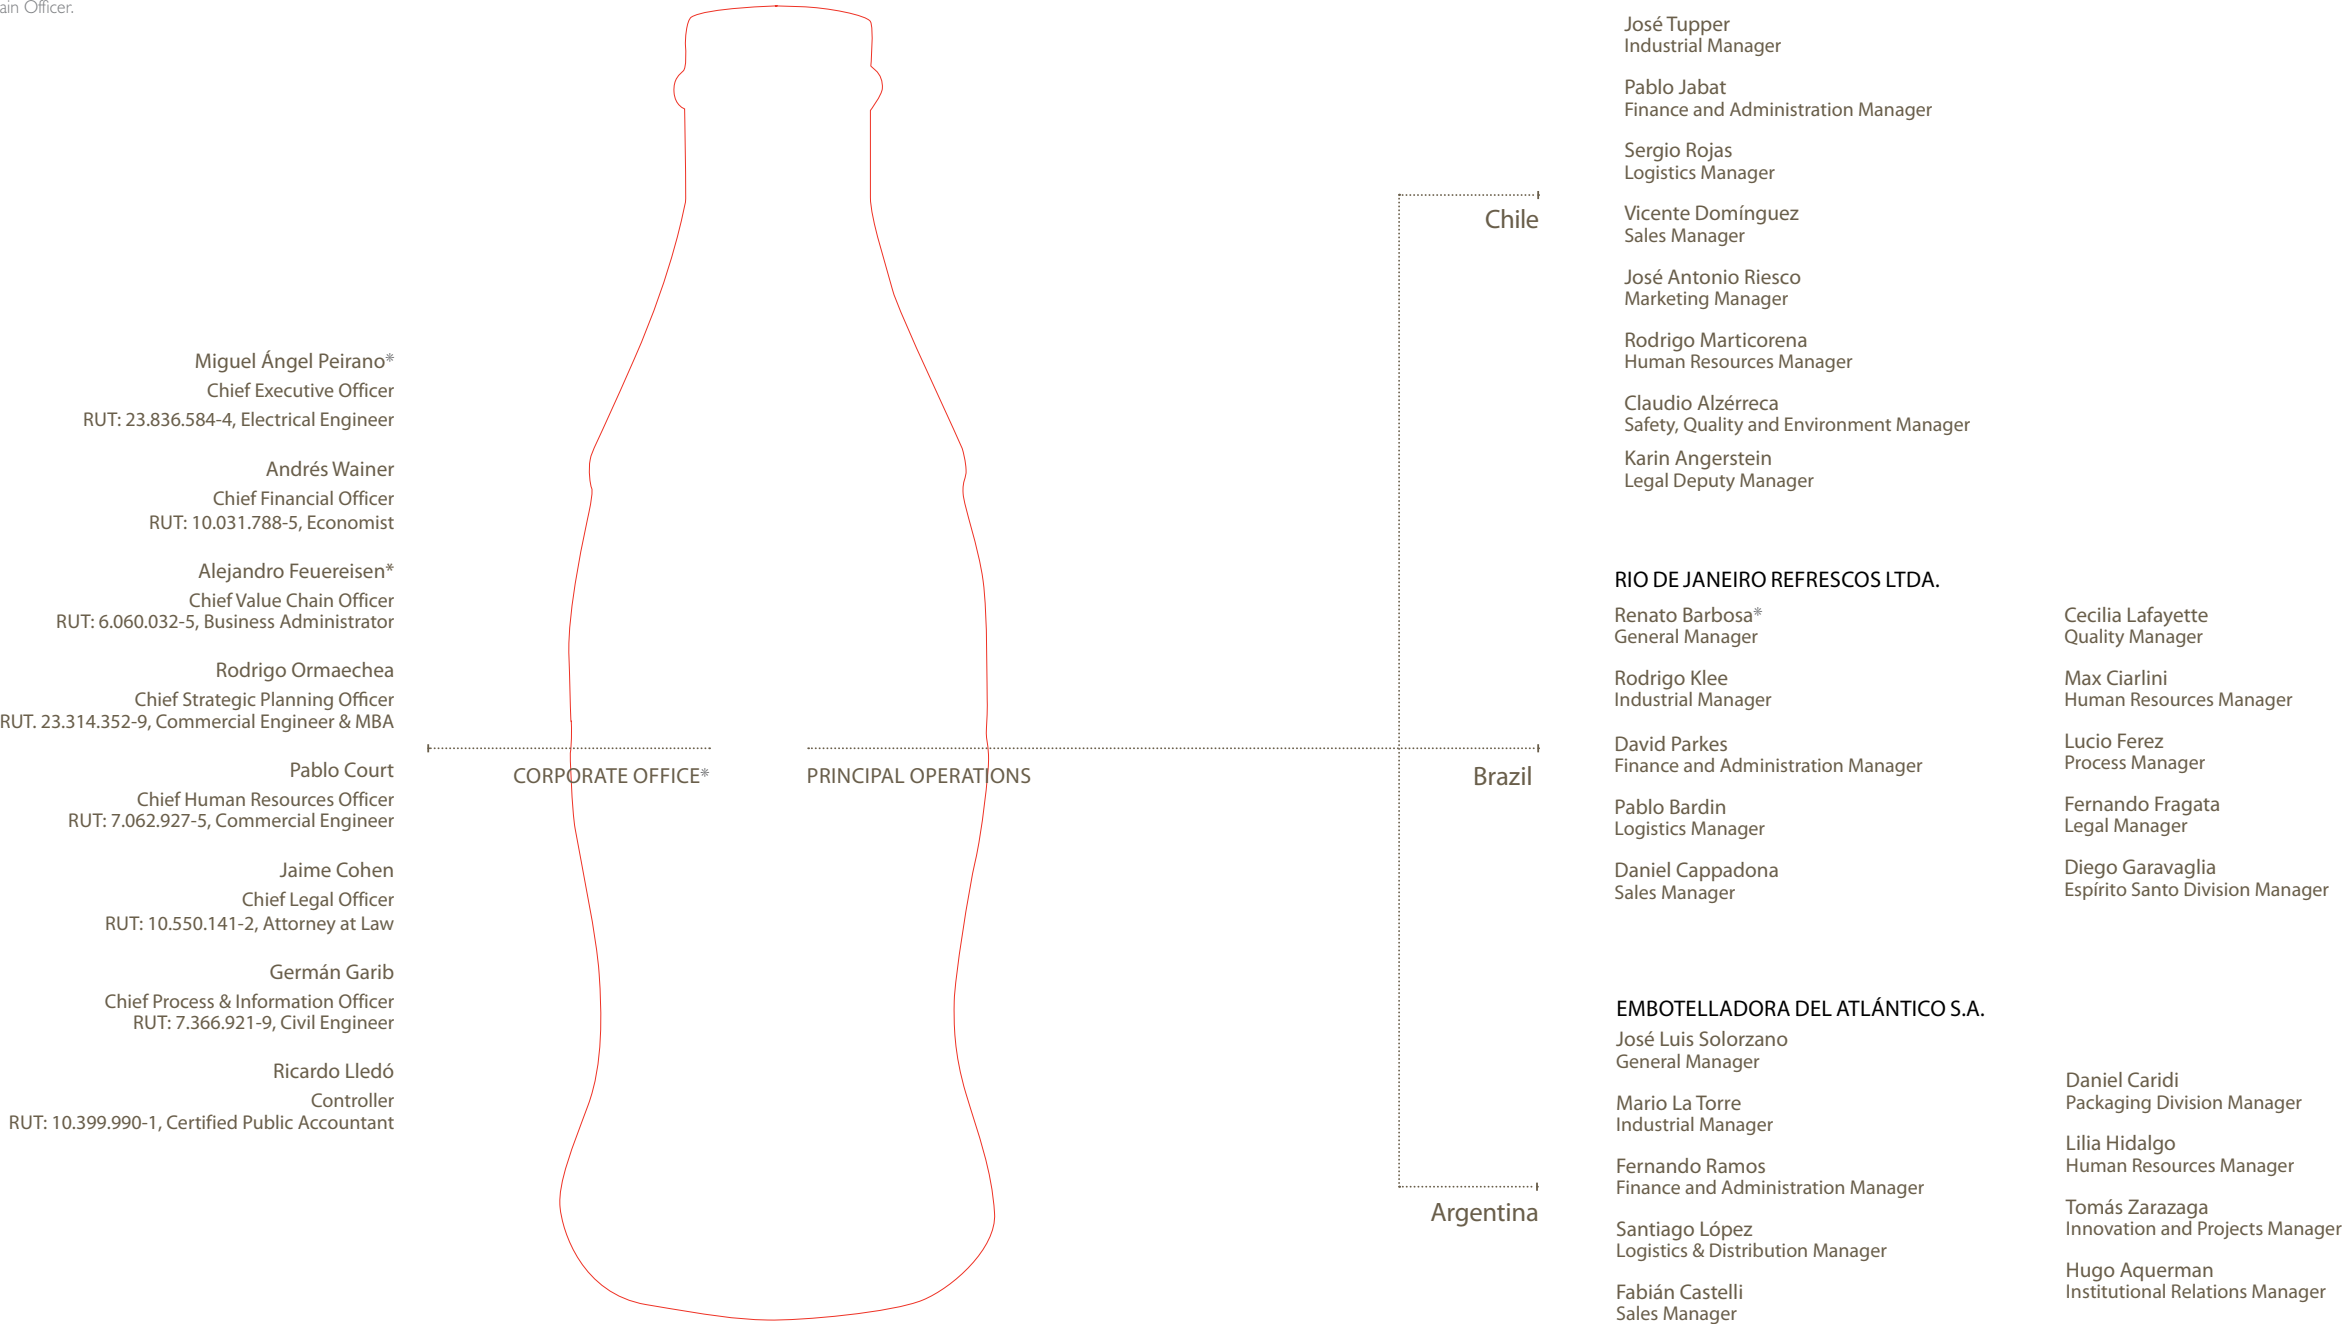 ain Officer.
Miguel Ángel Peirano*
Chief Executive Officer
RUT: 23.836.584-4, Electrical Engineer
Andrés Wainer
Chief Financial Officer
RUT: 10.031.788-5, Economist
Alejandro Feuereisen*
Chief Value Chain Officer
RUT: 6.060.032-5, Business Administrator
Rodrigo Ormaechea
Chief Strategic Planning Officer
RUT. 23.314.352-9, Commercial Engineer & MBA
Pablo Court
Chief Human Resources Officer
RUT: 7.062.927-5, Commercial Engineer
Jaime Cohen
Chief Legal Officer
RUT: 10.550.141-2, Attorney at Law
Germán Garib
Chief Process & Information Officer
RUT: 7.366.921-9, Civil Engineer
Ricardo Lledó
Controller
RUT: 10.399.990-1, Certified Public Accountant
CORPORATE OFFICE*
PRINCIPAL OPERATIONS
Chile
José Tupper
Industrial Manager
Pablo Jabat
Finance and Administration Manager
Sergio Rojas
Logistics Manager
Vicente Domínguez
Sales Manager
José Antonio Riesco
Marketing Manager
Rodrigo Marticorena
Human Resources Manager
Claudio Alzérreca
Safety, Quality and Environment Manager
Karin Angerstein
Legal Deputy Manager
Brazil
RIO DE JANEIRO REFRESCOS LTDA.
Renato Barbosa*
General Manager
Rodrigo Klee
Industrial Manager
David Parkes
Finance and Administration Manager
Pablo Bardin
Logistics Manager
Daniel Cappadona
Sales Manager
Cecilia Lafayette
Quality Manager
Max Ciarlini
Human Resources Manager
Lucio Ferez
Process Manager
Fernando Fragata
Legal Manager
Diego Garavaglia
Espírito Santo Division Manager
Argentina
EMBOTELLADORA DEL ATLÁNTICO S.A.
José Luis Solorzano
General Manager
Mario La Torre
Industrial Manager
Fernando Ramos
Finance and Administration Manager
Santiago López
Logistics & Distribution Manager
Fabián Castelli
Sales Manager
Daniel Caridi
Packaging Division Manager
Lilia Hidalgo
Human Resources Manager
Tomás Zarazaga
Innovation and Projects Manager
Hugo Aquerman
Institutional Relations Manager